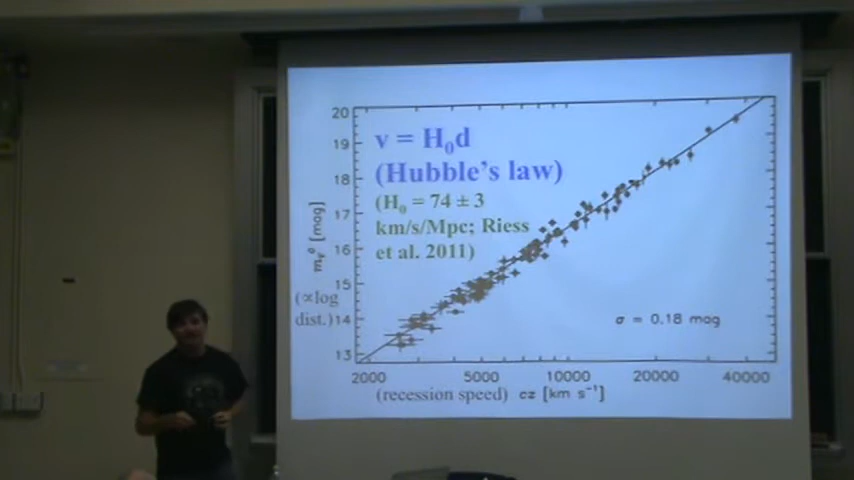 20
19
18
17
16
15
14
13
v = H₀d
(Hubble's law)
(H₀ = 74 ± 3
km/s/Mpc; Riess
et al. 2011)
[mag]
(∝log
dist.)
σ = 0.18 mag
2000 5000 10000 20000 40000
(recession speed) cz [km s⁻¹]